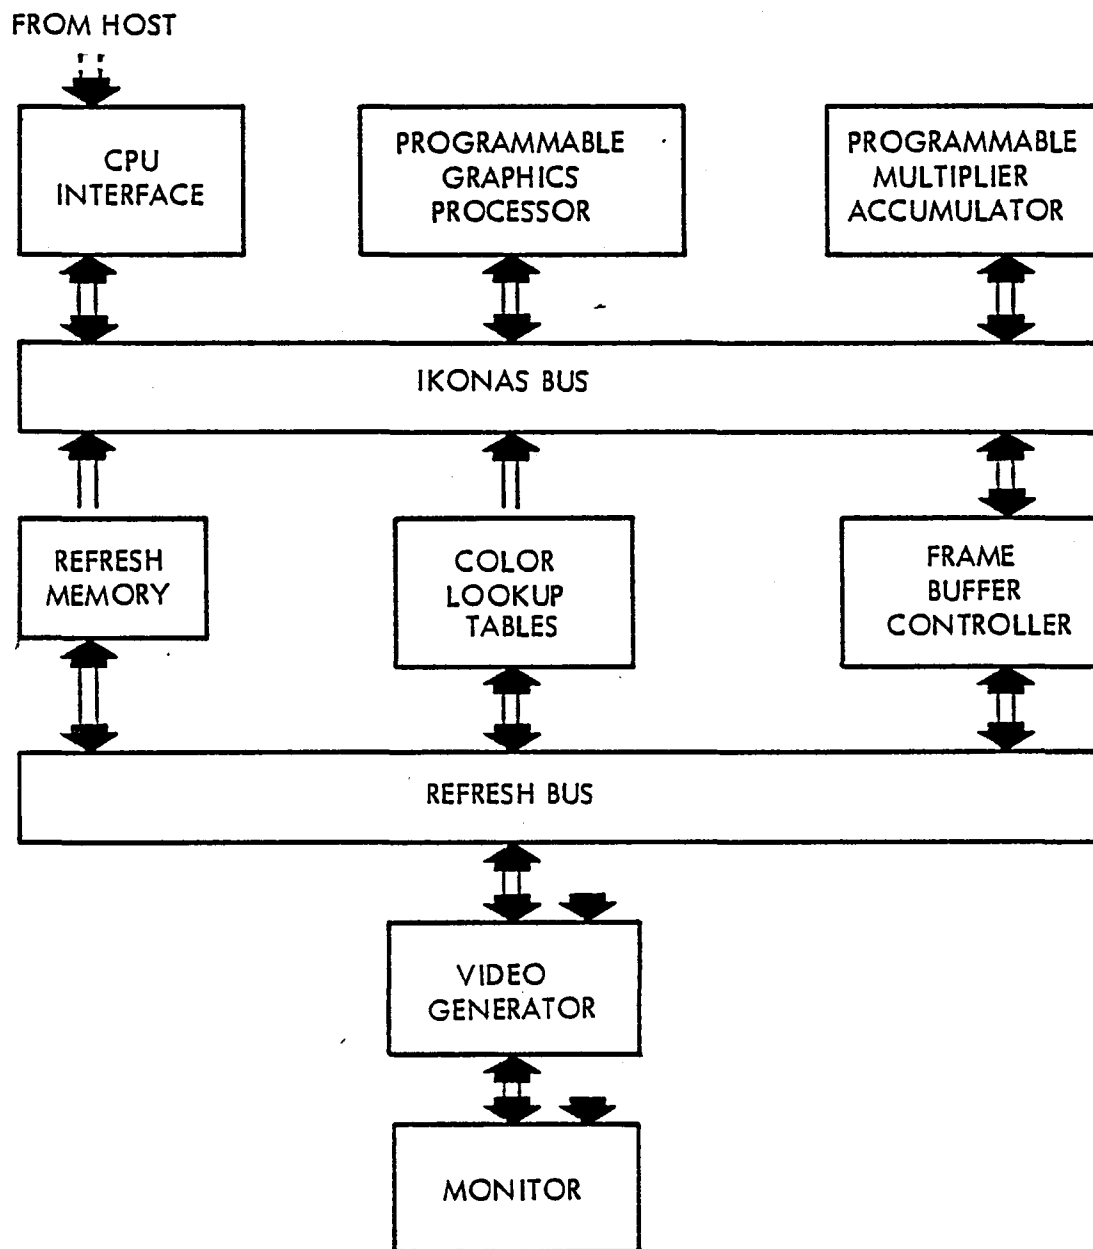 FROM HOST
CPU
INTERFACE
PROGRAMMABLE
GRAPHICS
PROCESSOR
PROGRAMMABLE
MULTIPLIER
ACCUMULATOR
IKONAS BUS
REFRESH
MEMORY
COLOR
LOOKUP
TABLES
FRAME
BUFFER
CONTROLLER
REFRESH BUS
VIDEO
GENERATOR
MONITOR